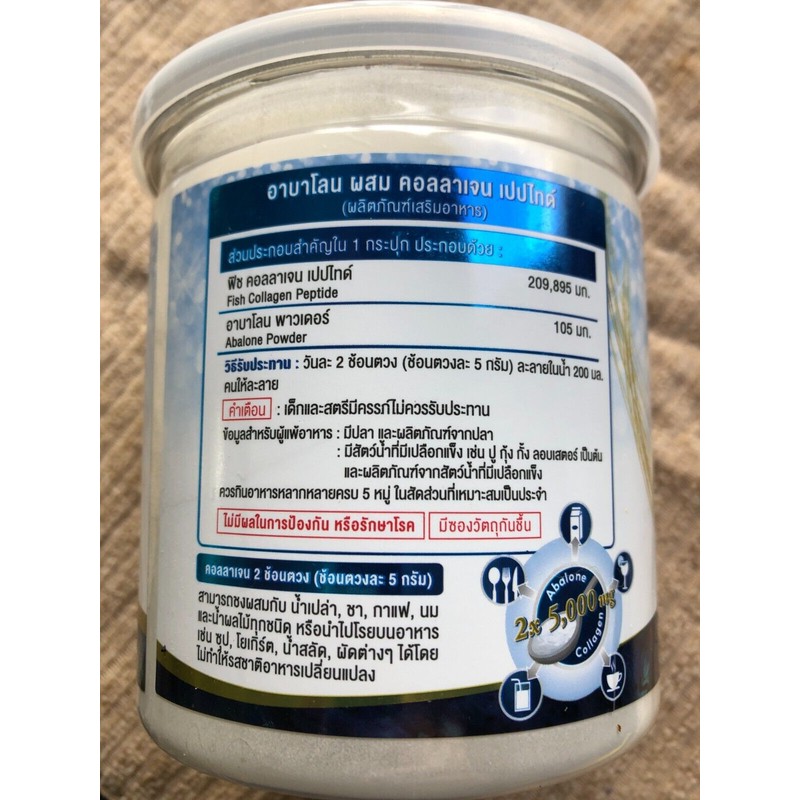 อาบาโลน ผสม คอลลาเจน เปปไทด์
(ผลิตภัณฑ์เสริมอาหาร)
ส่วนประกอบสำคัญใน 1 กระปุก ประกอบด้วย :
ฟิช คอลลาเจน เปปไทด์ 209,895 มก.
Fish Collagen Peptide
อาบาโลน พาวเดอร์ 105 มก.
Abalone Powder
วิธีรับประทาน : วันละ 2 ช้อนตวง (ช้อนตวงละ 5 กรัม) ละลายในน้ำ 200 มล.
คนให้ละลาย
คำเตือน : เด็กและสตรีมีครรภ์ไม่ควรรับประทาน
ข้อมูลสำหรับผู้แพ้อาหาร : มีปลา และผลิตภัณฑ์จากปลา
: มีสัตว์น้ำที่มีเปลือกแข็ง เช่น ปู กุ้ง กั้ง ลอบเสตอร์ เป็นต้น
และผลิตภัณฑ์จากสัตว์น้ำที่มีเปลือกแข็ง
ควรกินอาหารหลากหลายครบ 5 หมู่ ในสัดส่วนที่เหมาะสมเป็นประจำ
ไม่มีผลในการป้องกัน หรือรักษาโรค มีซองวัตถุกันชื้น
คอลลาเจน 2 ช้อนตวง (ช้อนตวงละ 5 กรัม)
สามารถชงผสมกับ น้ำเปล่า, ชา, กาแฟ, นม
และน้ำผลไม้ทุกชนิด หรือนำไปโรยบนอาหาร
เช่น ซุป, โยเกิร์ต, น้ำสลัด, ผัดต่างๆ ได้โดย
ไม่ทำให้รสชาติอาหารเปลี่ยนแปลง
Abalone
2x 5,000 mg
Collagen